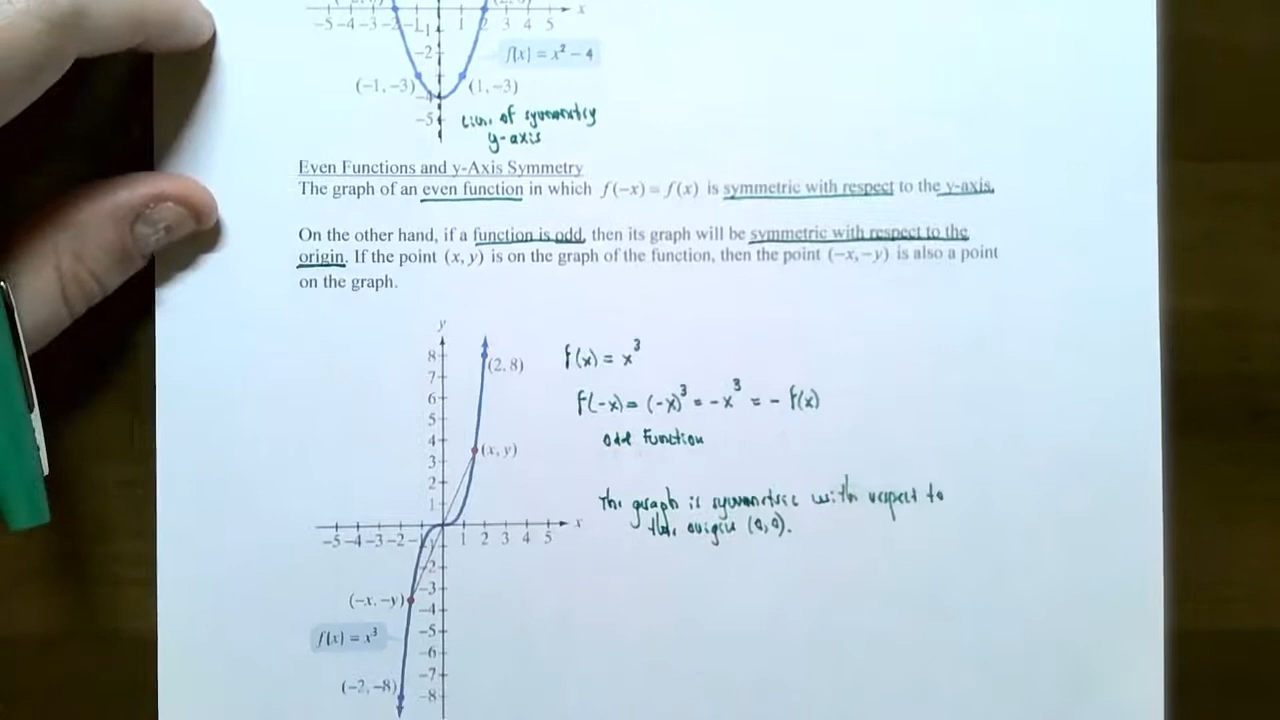 -5 -4 -3 -2 -1 1 2 3 4 5 x
-2
f(x) = x² − 4
(−1, −3) (1, −3)
-4
-5
Line of symmetry
y-axis
Even Functions and y-Axis Symmetry
The graph of an even function in which f(−x) = f(x) is symmetric with respect to the y-axis.
On the other hand, if a function is odd, then its graph will be symmetric with respect to the
origin. If the point (x, y) is on the graph of the function, then the point (−x, −y) is also a point
on the graph.
y
8
(2, 8)
7
6
5
4
(x, y)
3
2
1
-5 -4 -3 -2 1 2 3 4 5 x
-2
-3
(−x, −y)
-4
-5
f(x) = x³
-6
-7
(−2, −8)
-8
f(x) = x³
f(-x) = (-x)³ = -x³ = - f(x)
odd Function
The graph is symmetric with respect to
the origin (0,0).